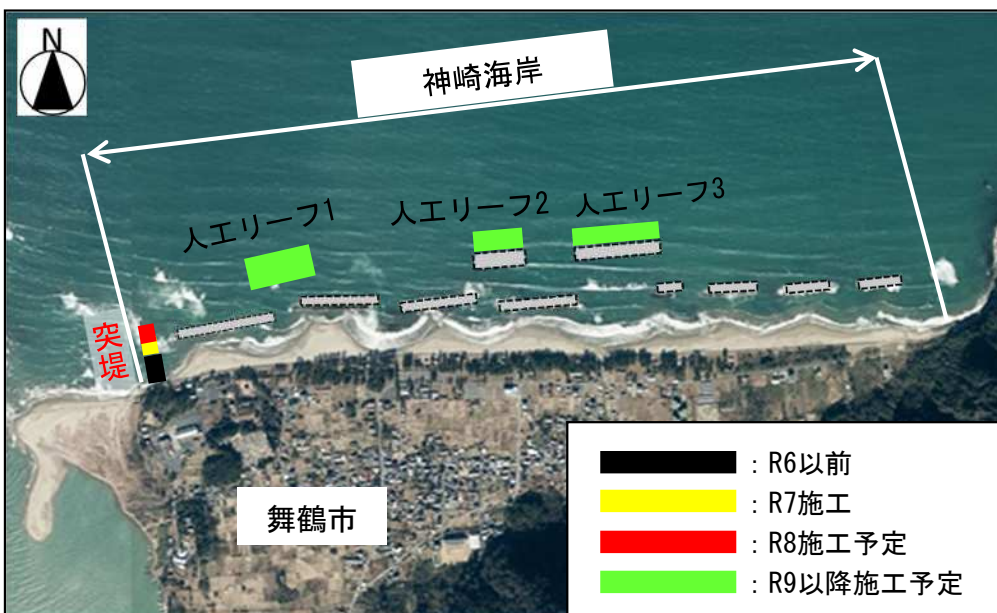 N
神崎海岸
人工リーフ1
人工リーフ2
人工リーフ3
突堤
舞鶴市
：R6以前
：R7施工
：R8施工予定
：R9以降施工予定